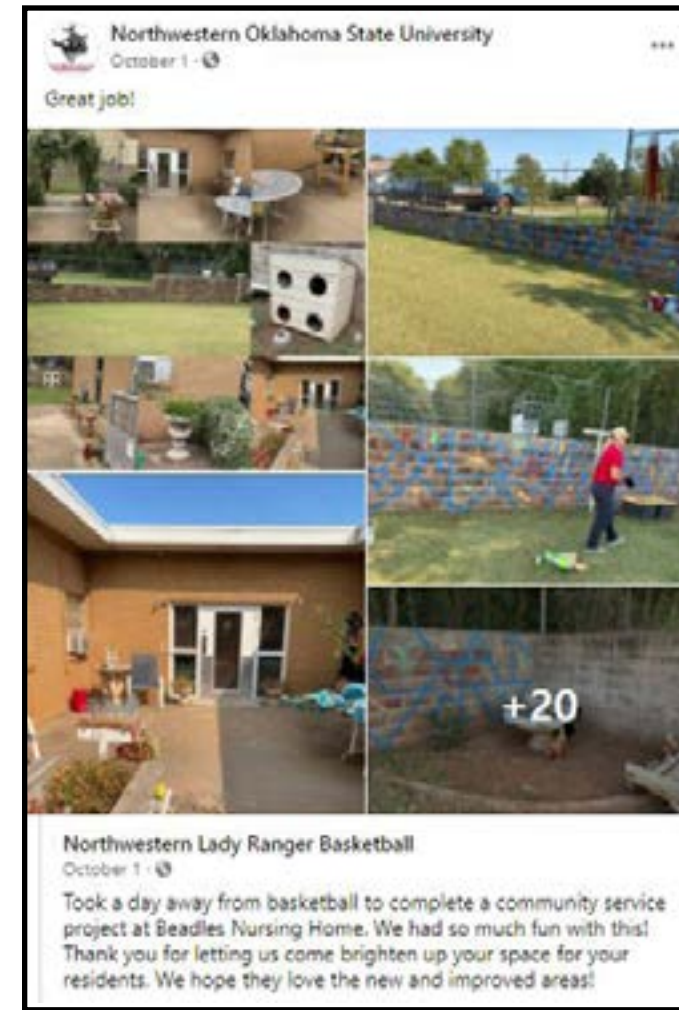 Northwestern Oklahoma State University
October 1 ·
Great job!
+20
Northwestern Lady Ranger Basketball
October 1 ·
Took a day away from basketball to complete a community service
project at Beadles Nursing Home. We had so much fun with this!
Thank you for letting us come brighten up your space for your
residents. We hope they love the new and improved areas!